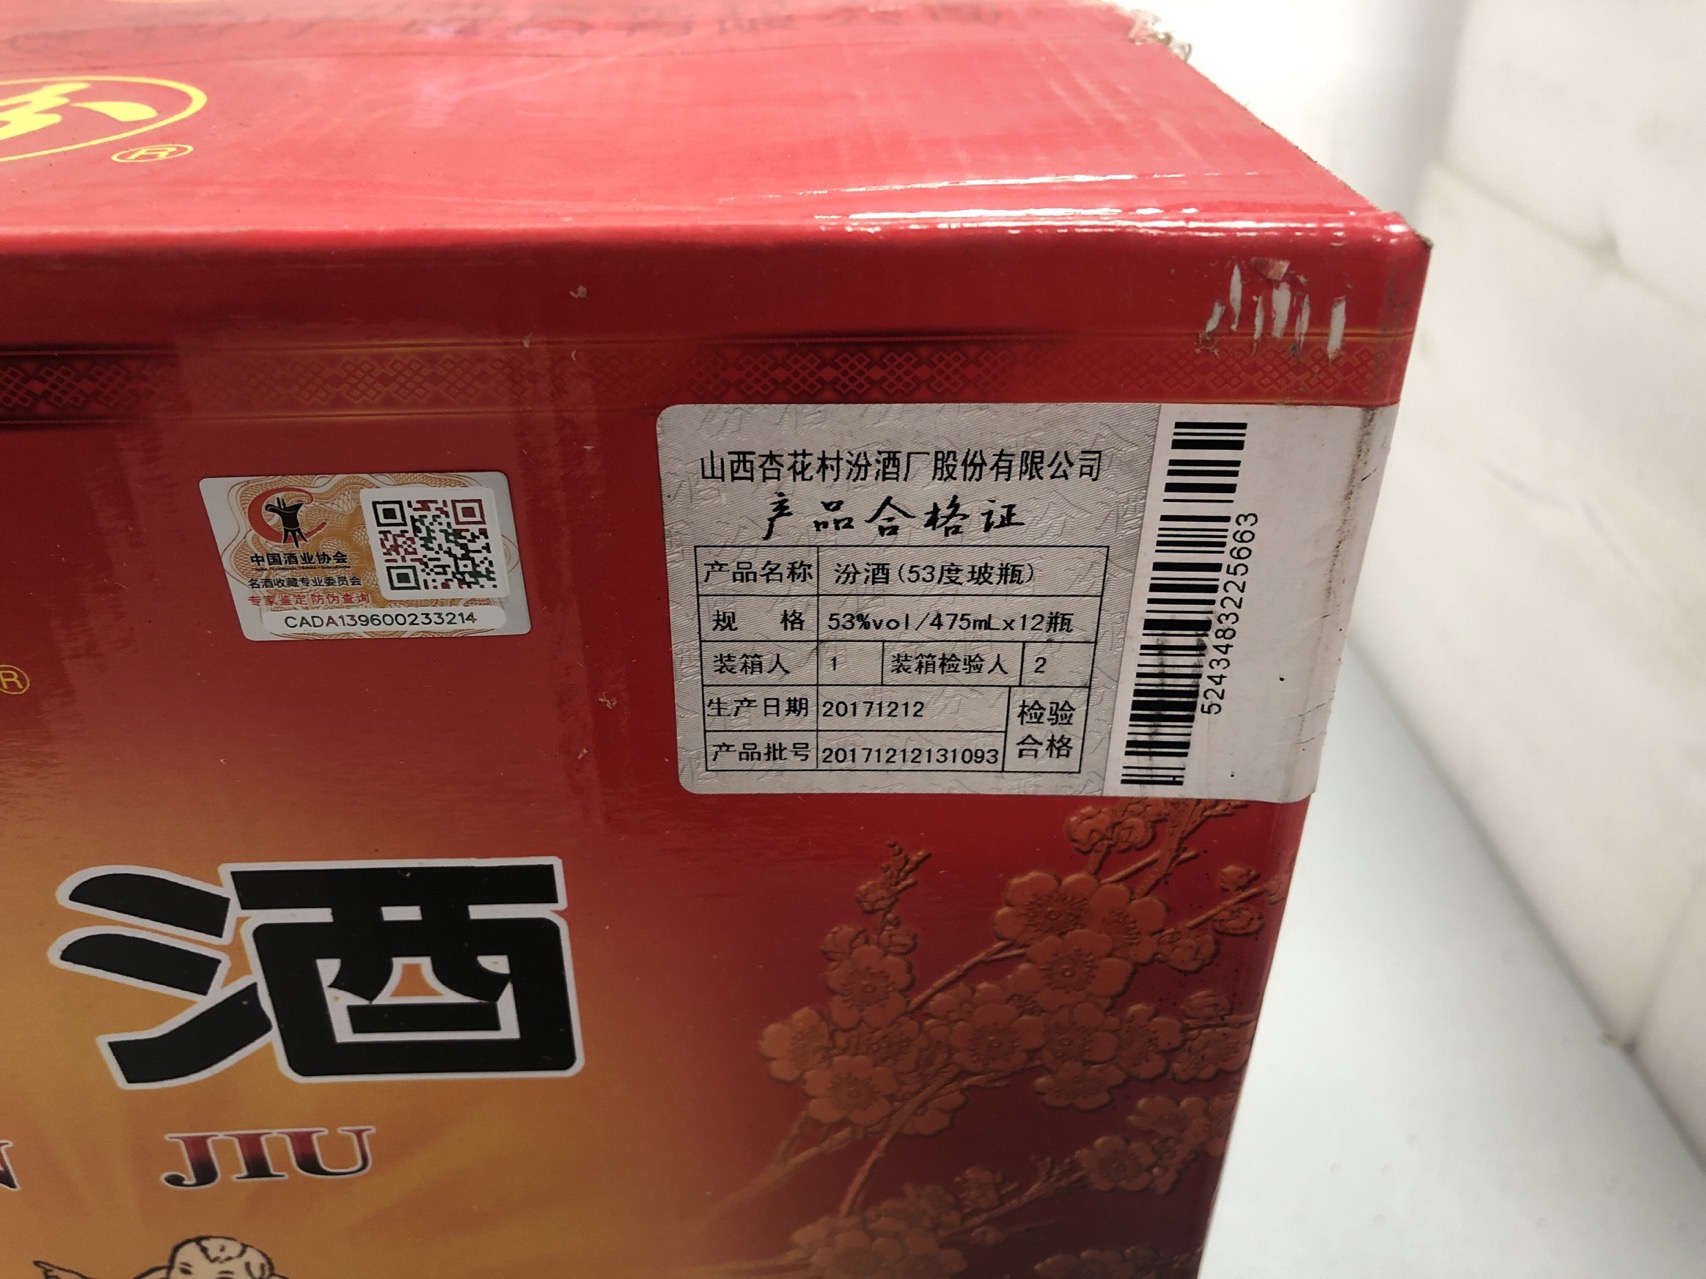 汾
®
山西杏花村汾酒厂股份有限公司
产品合格证
产品名称 汾酒(53度玻瓶)
规 格 53%vol/475mLx12瓶
装箱人 1 装箱检验人 2
生产日期 20171212
产品批号 20171212131093
检验
合格
5243483225663
中国酒业协会
名酒收藏专业委员会
专家鉴定 防伪查询
CADA139600233214
®
酒
N JIU